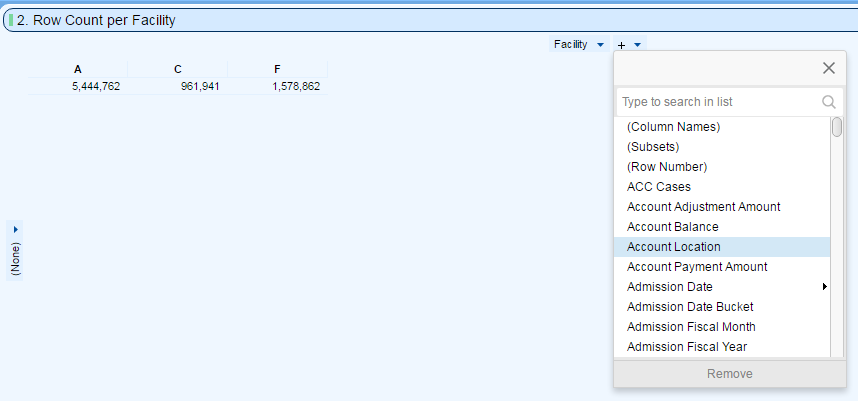 2. Row Count per Facility
Facility +
A C F
5,444,762 961,941 1,578,862
(None)
Type to search in list
(Column Names)
(Subsets)
(Row Number)
ACC Cases
Account Adjustment Amount
Account Balance
Account Location
Account Payment Amount
Admission Date
Admission Date Bucket
Admission Fiscal Month
Admission Fiscal Year
Remove